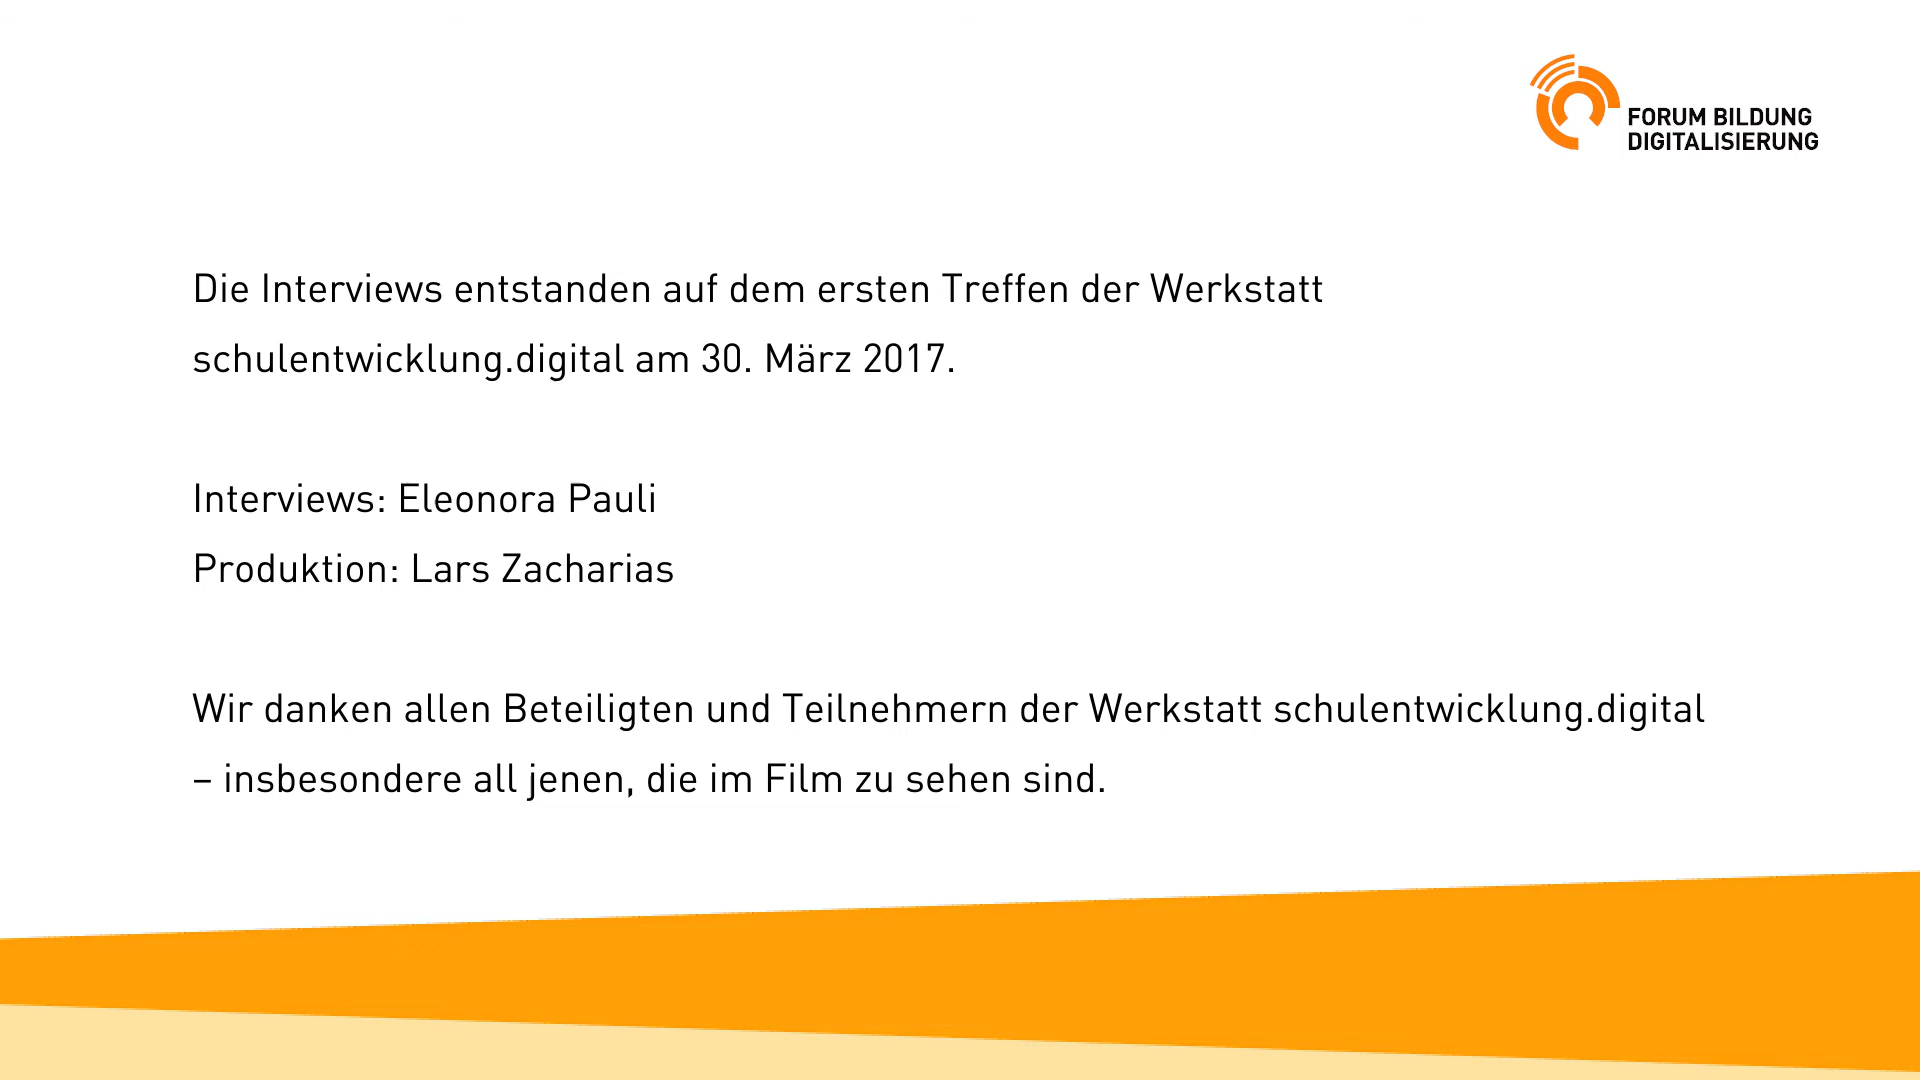 FORUM BILDUNG
DIGITALISIERUNG
Die Interviews entstanden auf dem ersten Treffen der Werkstatt
schulentwicklung.digital am 30. März 2017.
Interviews: Eleonora Pauli
Produktion: Lars Zacharias
Wir danken allen Beteiligten und Teilnehmern der Werkstatt schulentwicklung.digital
– insbesondere all jenen, die im Film zu sehen sind.